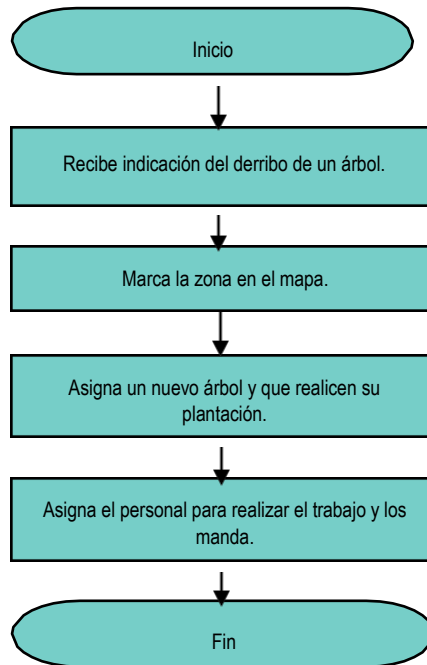 Inicio
Recibe indicación del derribo de un árbol.
Marca la zona en el mapa.
Asigna un nuevo árbol y que realicen su
plantación.
Asigna el personal para realizar el trabajo y los
manda.
Fin